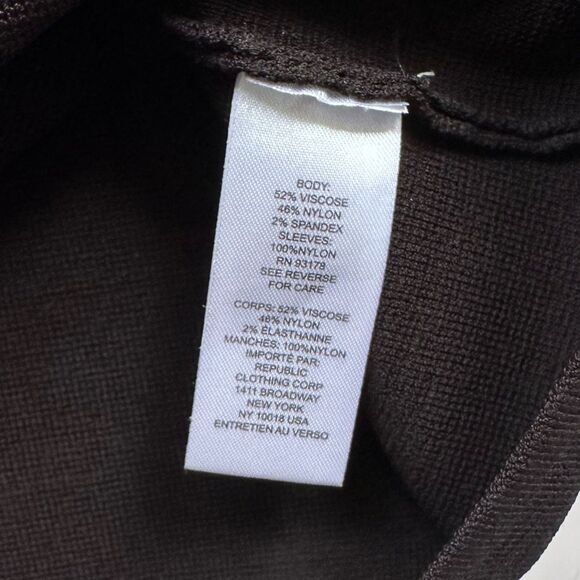 BODY:
52% VISCOSE
46% NYLON
2% SPANDEX
SLEEVES:
100%NYLON
RN 93178
SEE REVERSE
FOR CARE
CORPS: 52% VISCOSE
46% NYLON
2% ÉLASTHANNE
MANCHES: 100%NYLON
IMPORTÉ PAR:
REPUBLIC
CLOTHING CORP
1411 BROADWAY
NEW YORK
NY 10018 USA
ENTRETIEN AU VERSO